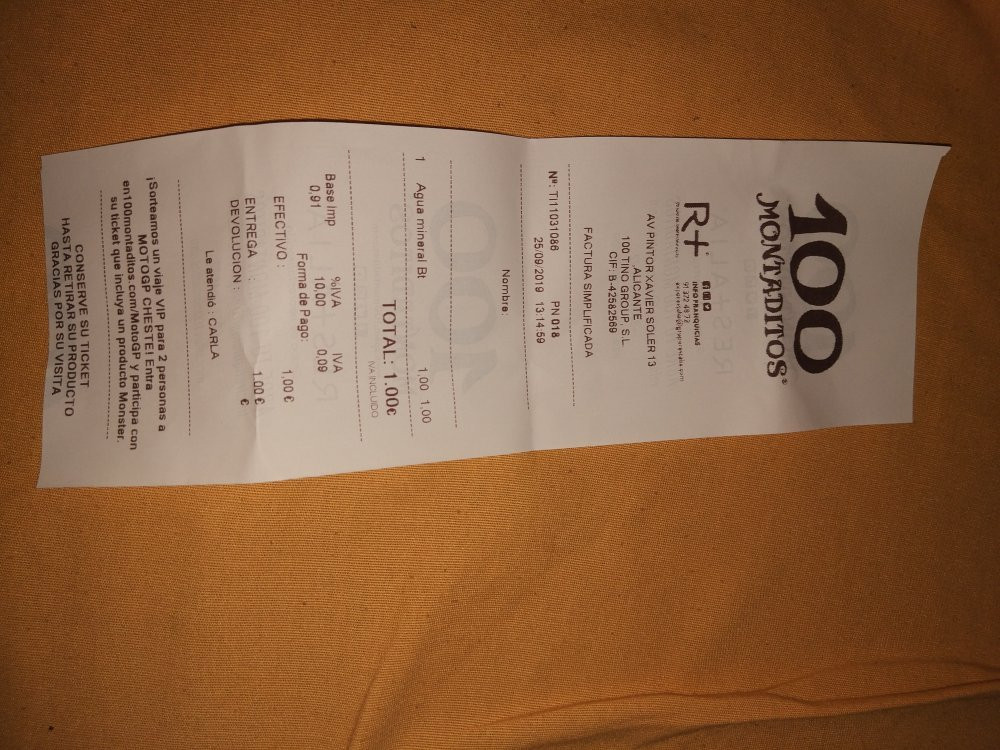 100
MONTADITOS®
R+
INFO FRANQUICIAS
AV PINTOR XAVIER SOLER 13
ALICANTE
100 TINO GROUP, S.L.
CIF: B-42582569
FACTURA SIMPLIFICADA
Nº: TI11031086 PN 018
25/09/2019 13:14:59
Nombre:
1 Agua mineral Bt 1,00 1,00
TOTAL: 1.00€
IVA INCLUIDO
Base Imp %IVA IVA
0,91 10,00 0,09
Forma de Pago:
EFECTIVO : 1,00 €
ENTREGA : 1,00 €
DEVOLUCION : €
Le atendió : CARLA
¡Sorteamos un viaje VIP para 2 personas a
MOTOGP CHESTE! Entra
en100montaditos.com/MotoGP y participa con
su ticket que incluya un producto Monster.
CONSERVE SU TICKET
HASTA RETIRAR SU PRODUCTO
GRACIAS POR SU VISITA